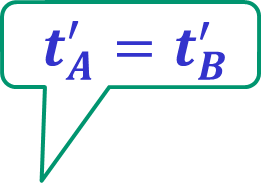 t′_A = t′_B